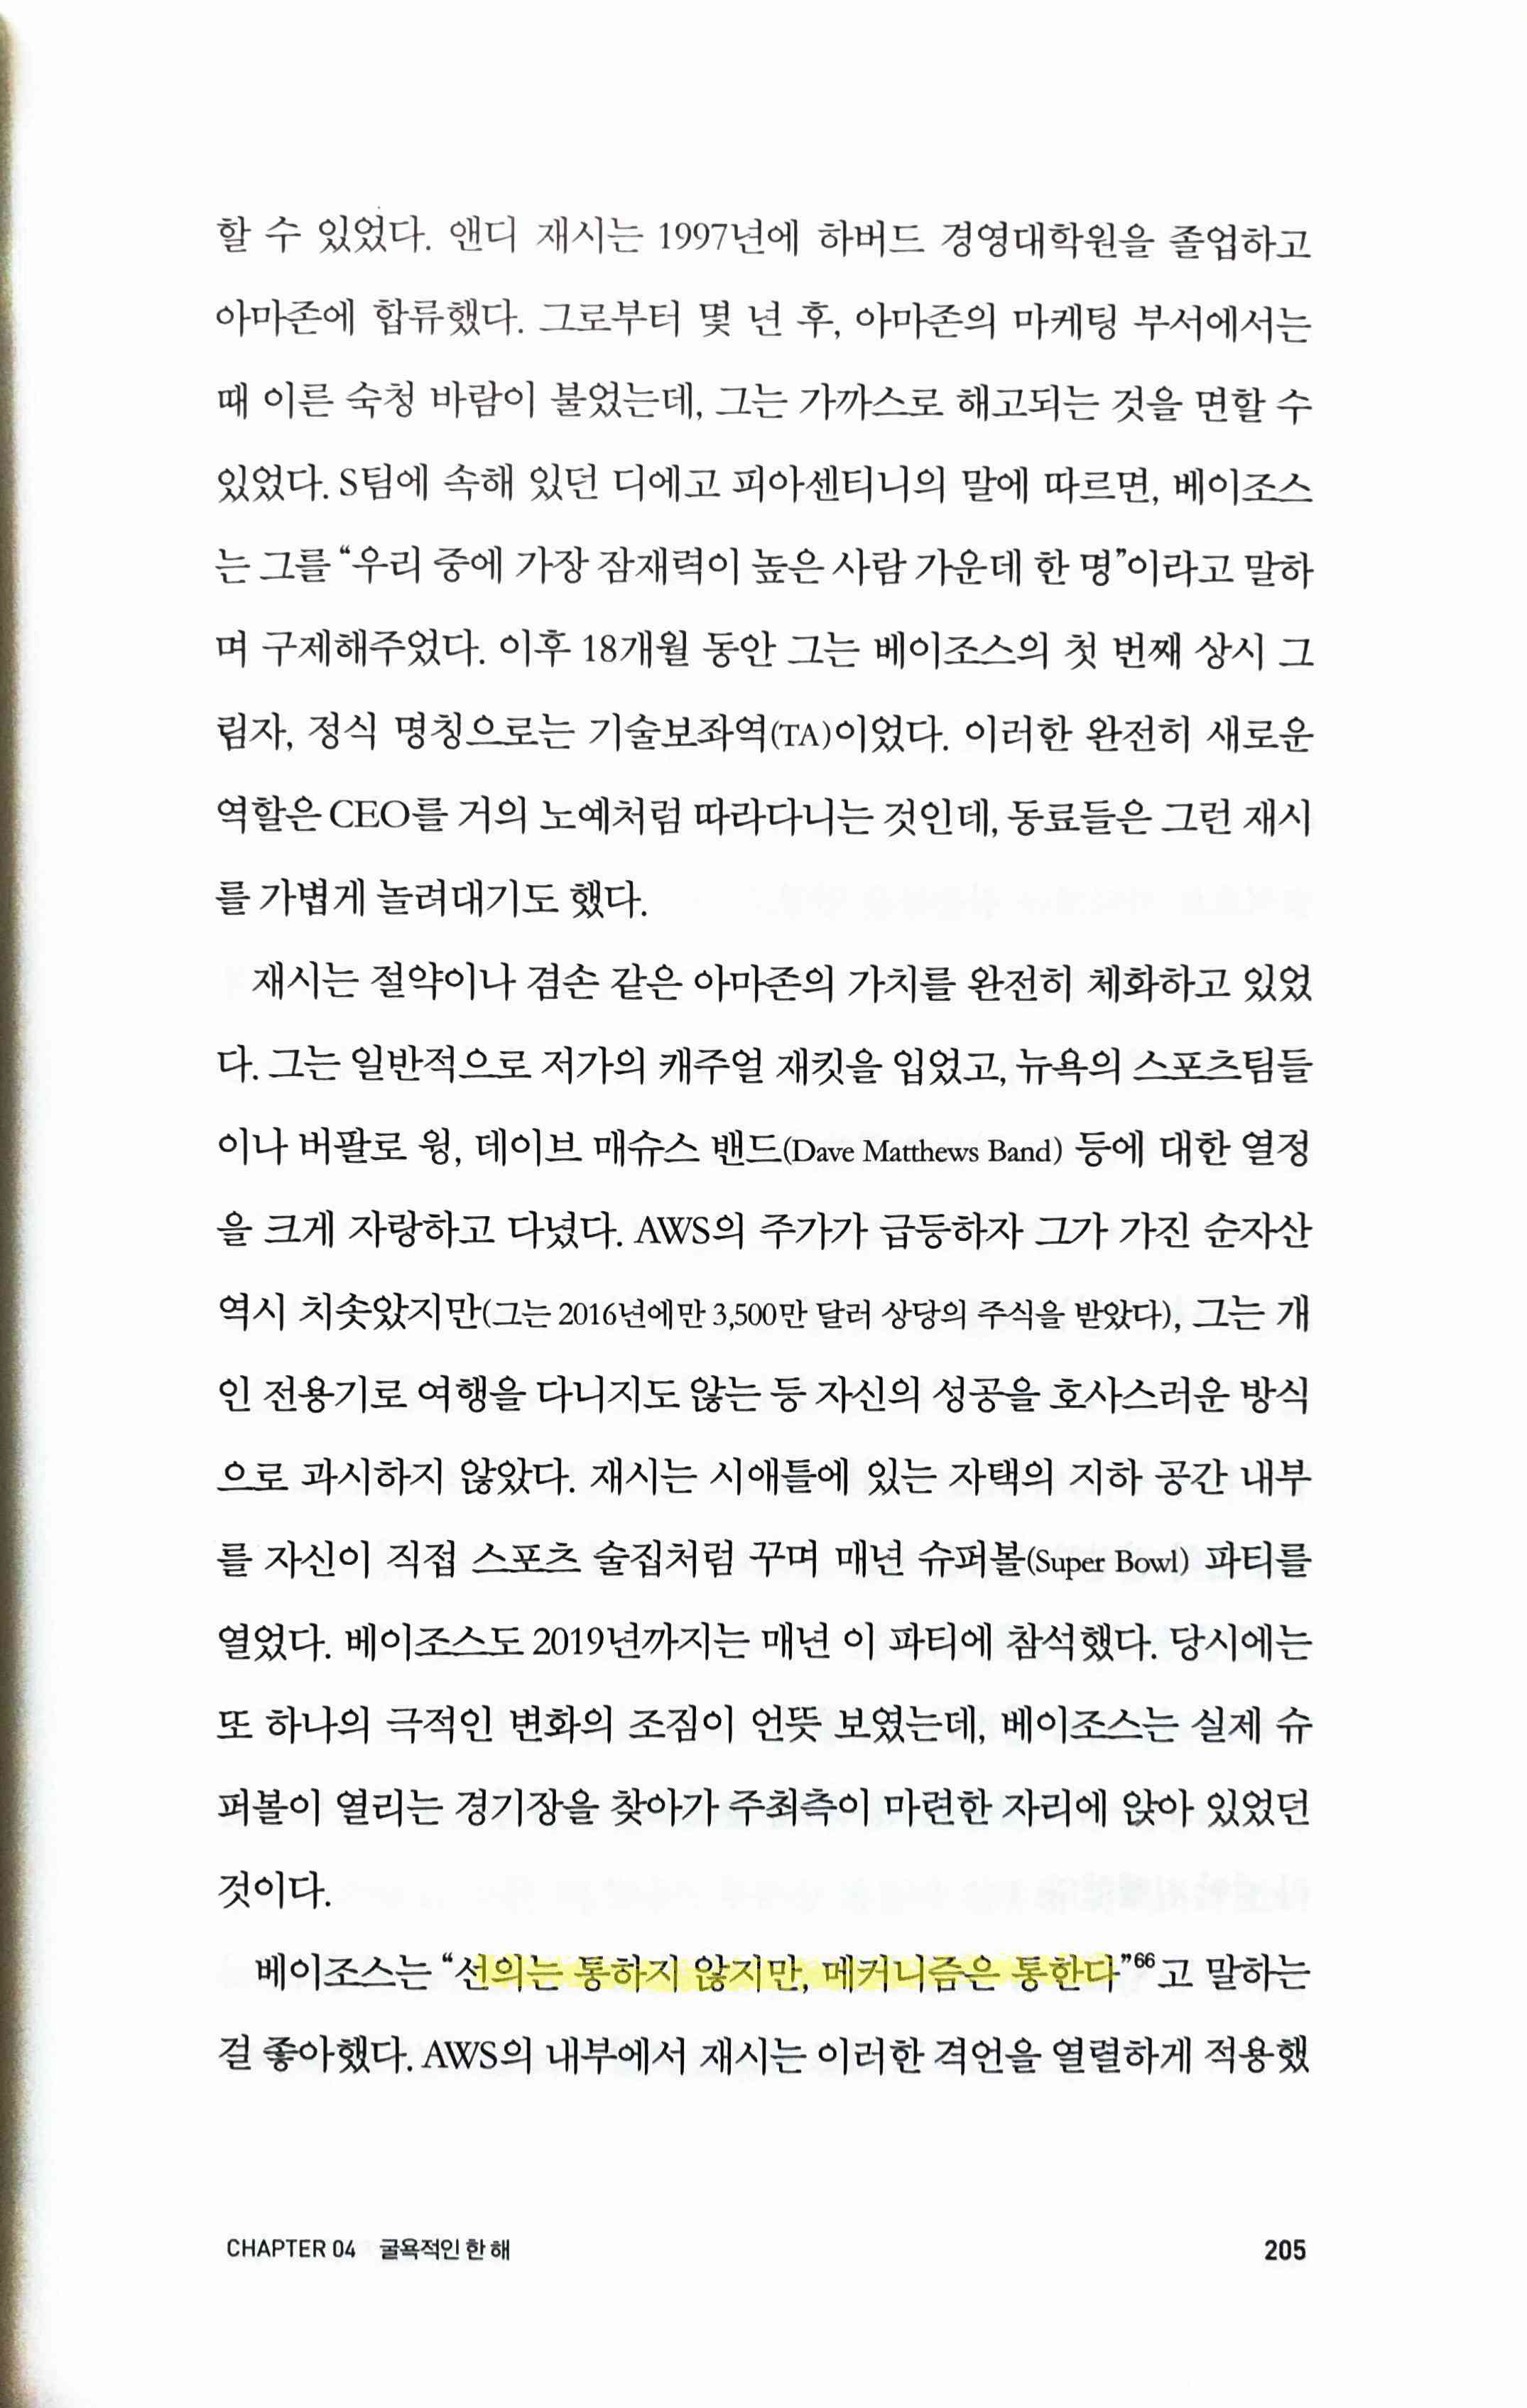 할 수 있었다. 앤디 재시는 1997년에 하버드 경영대학원을 졸업하고
아마존에 합류했다. 그로부터 몇 년 후, 아마존의 마케팅 부서에서는
때 이른 숙청 바람이 불었는데, 그는 가까스로 해고되는 것을 면할 수
있었다. S팀에 속해 있던 디에고 피아센티니의 말에 따르면, 베이조스
는 그를 “우리 중에 가장 잠재력이 높은 사람 가운데 한 명”이라고 말하
며 구제해주었다. 이후 18개월 동안 그는 베이조스의 첫 번째 상시 그
림자, 정식 명칭으로는 기술보좌역(TA)이었다. 이러한 완전히 새로운
역할은 CEO를 거의 노예처럼 따라다니는 것인데, 동료들은 그런 재시
를 가볍게 놀려대기도 했다.
재시는 절약이나 겸손 같은 아마존의 가치를 완전히 체화하고 있었
다. 그는 일반적으로 저가의 캐주얼 재킷을 입었고, 뉴욕의 스포츠팀들
이나 버팔로 윙, 데이브 매슈스 밴드(Dave Matthews Band) 등에 대한 열정
을 크게 자랑하고 다녔다. AWS의 주가가 급등하자 그가 가진 순자산
역시 치솟았지만(그는 2016년에만 3,500만 달러 상당의 주식을 받았다), 그는 개
인 전용기로 여행을 다니지도 않는 등 자신의 성공을 호사스러운 방식
으로 과시하지 않았다. 재시는 시애틀에 있는 자택의 지하 공간 내부
를 자신이 직접 스포츠 술집처럼 꾸며 매년 슈퍼볼(Super Bowl) 파티를
열었다. 베이조스도 2019년까지는 매년 이 파티에 참석했다. 당시에는
또 하나의 극적인 변화의 조짐이 언뜻 보였는데, 베이조스는 실제 슈
퍼볼이 열리는 경기장을 찾아가 주최측이 마련한 자리에 앉아 있었던
것이다.
베이조스는 “선의는 통하지 않지만, 메커니즘은 통한다”66고 말하는
걸 좋아했다. AWS의 내부에서 재시는 이러한 격언을 열렬하게 적용했
CHAPTER 04 굴욕적인 한 해 205